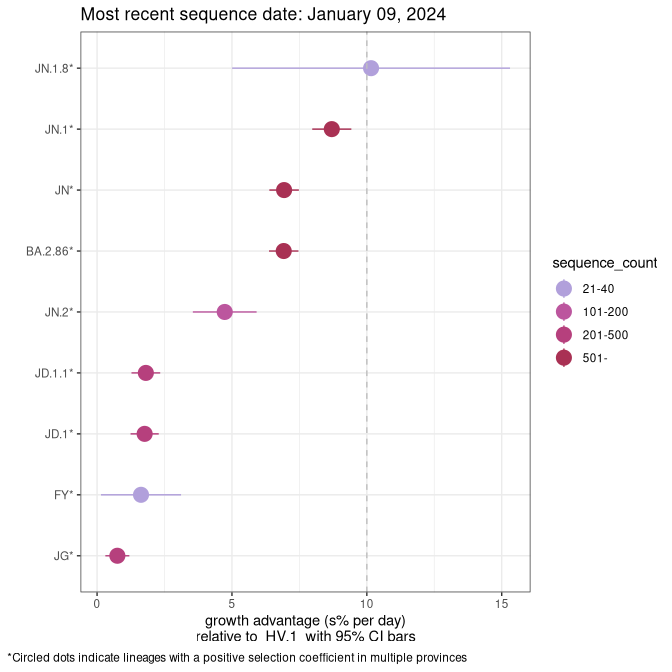 Most recent sequence date: January 09, 2024
JN.1.8*
JN.1*
JN*
BA.2.86*
JN.2*
JD.1.1*
JD.1*
FY*
JG*
0 5 10 15
growth advantage (s% per day)
relative to HV.1 with 95% CI bars
sequence_count
21-40
101-200
201-500
501-
*Circled dots indicate lineages with a positive selection coefficient in multiple provinces